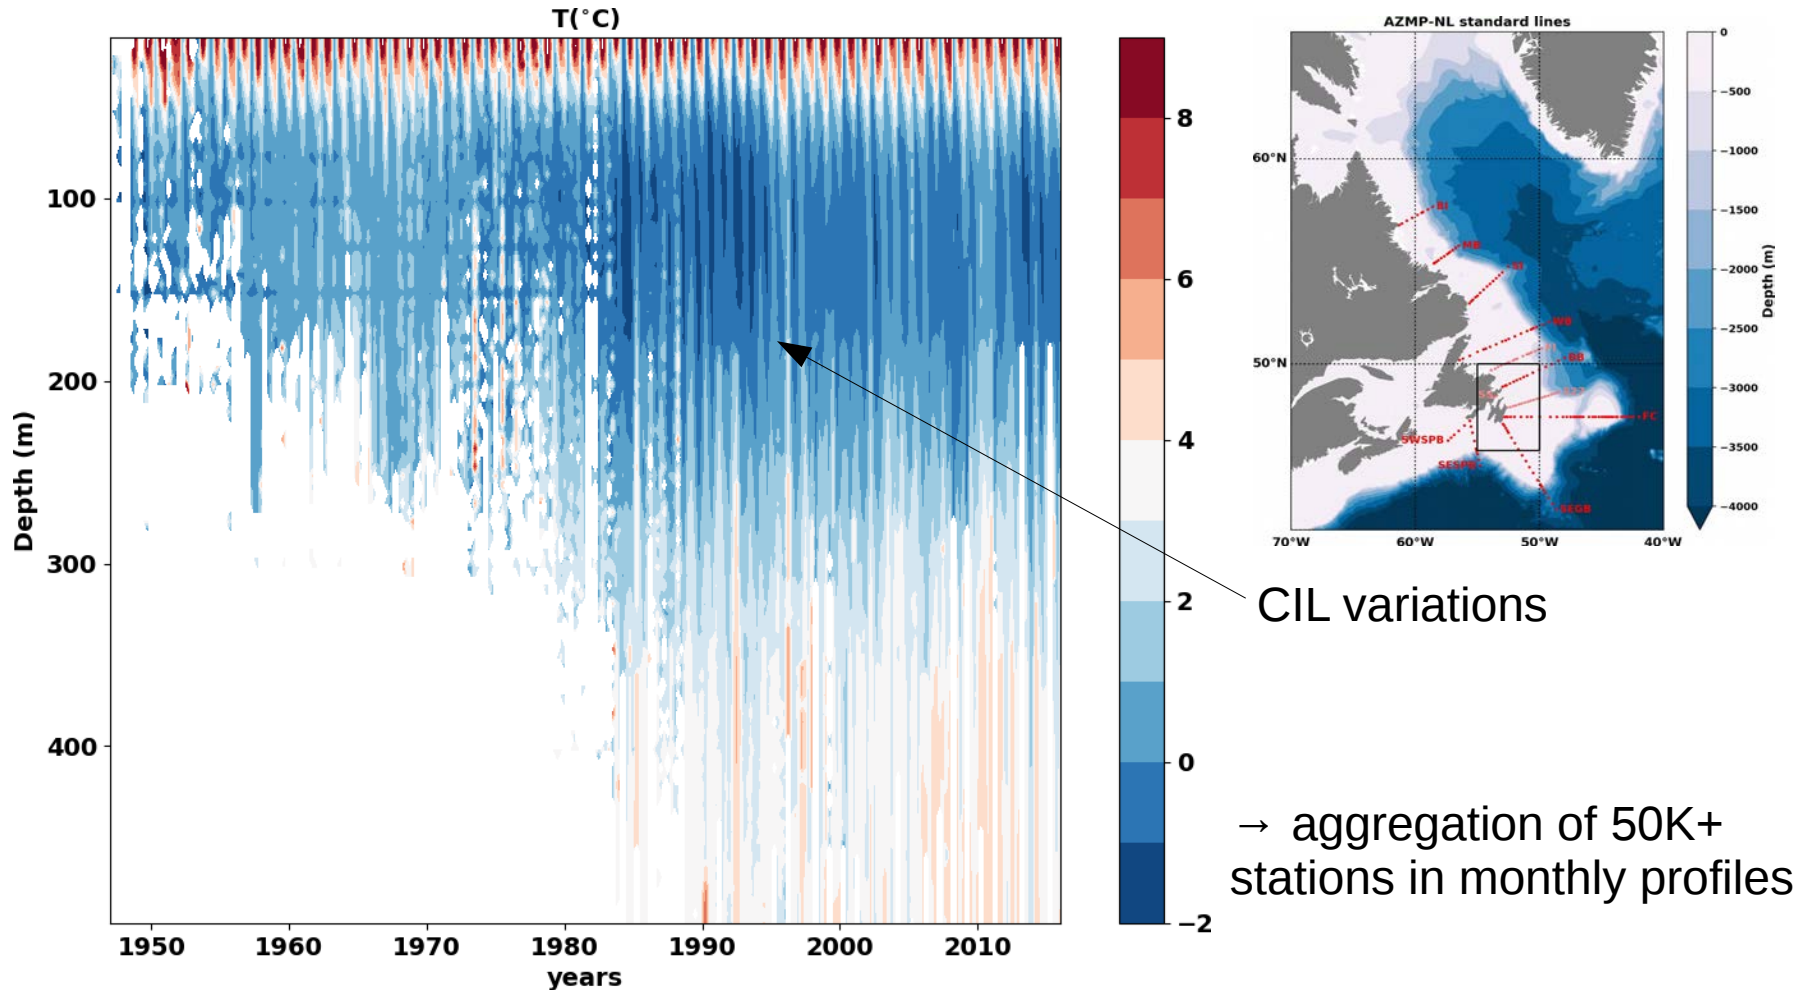 T(°C)
100
200
300
400
Depth (m)
1950
1960
1970
1980
1990
2000
2010
years
8
6
4
2
0
−2
AZMP-NL standard lines
60°N
50°N
70°W
60°W
50°W
40°W
BI
MB
WB
BB
FC
SWSPB
SEGB
0
−500
−1000
−1500
−2000
−2500
−3000
−3500
−4000
Depth (m)
CIL variations
→ aggregation of 50K+
stations in monthly profiles